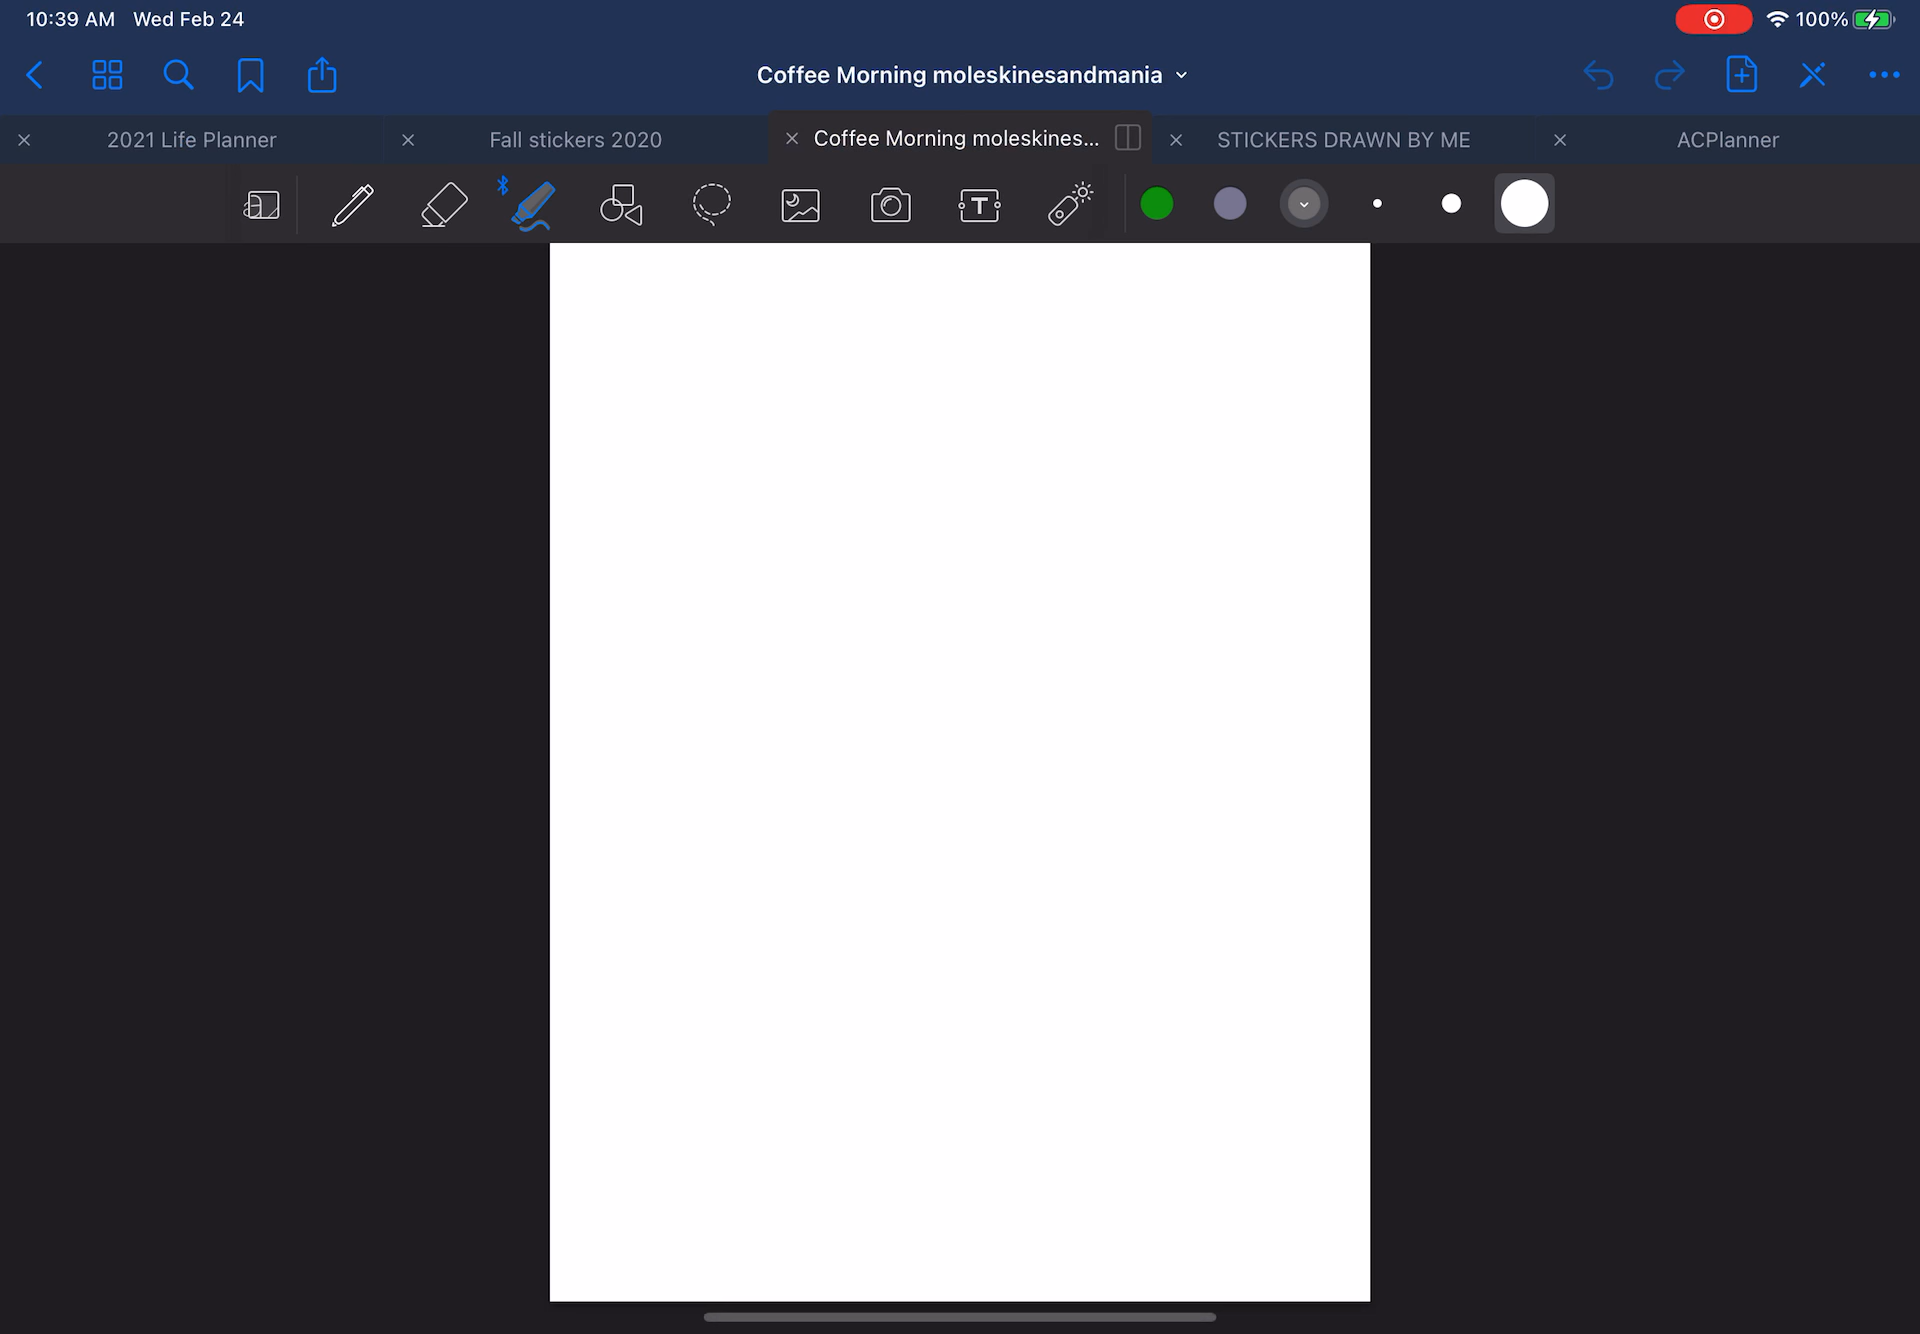 10:39 AM Wed Feb 24
100%
Coffee Morning moleskinesandmania
2021 Life Planner
Fall stickers 2020
Coffee Morning moleskines...
STICKERS DRAWN BY ME
ACPlanner